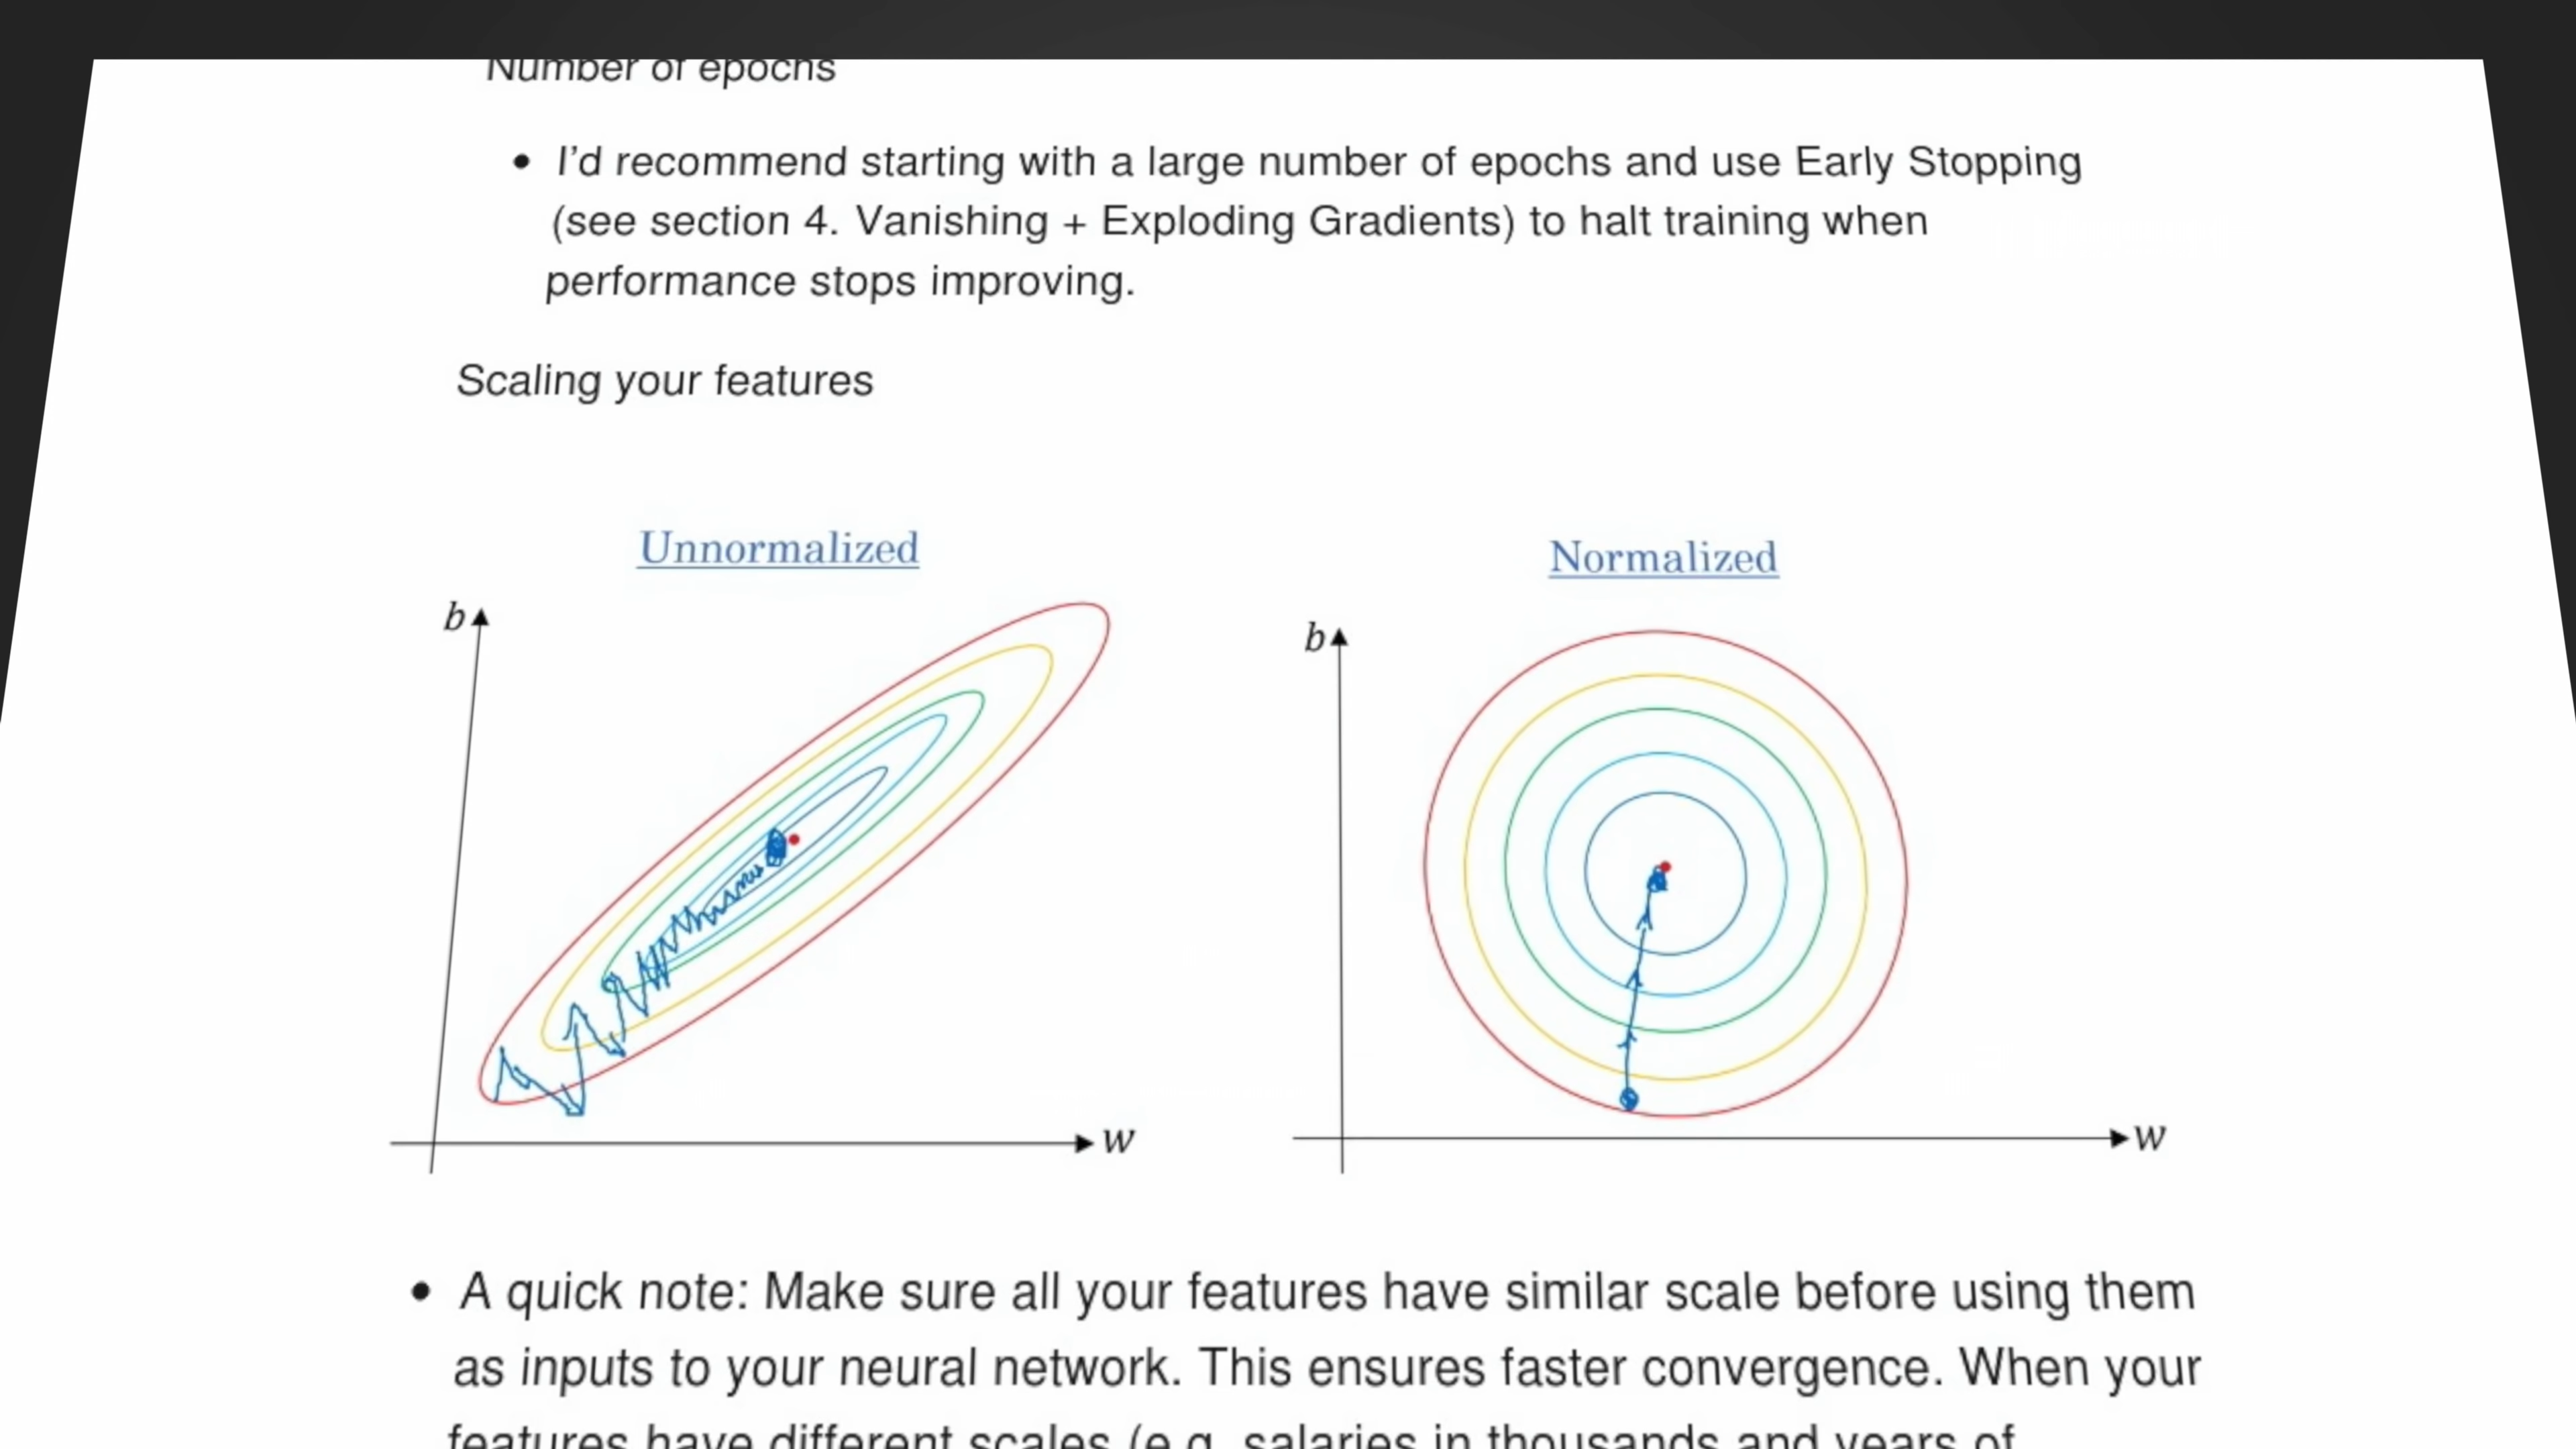 Number of epochs
• I'd recommend starting with a large number of epochs and use Early Stopping
(see section 4. Vanishing + Exploding Gradients) to halt training when
performance stops improving.
Scaling your features
Unnormalized
Normalized
b
b
w
w
• A quick note: Make sure all your features have similar scale before using them
as inputs to your neural network. This ensures faster convergence. When your
features have different scales (e.g. salaries in thousands and years of